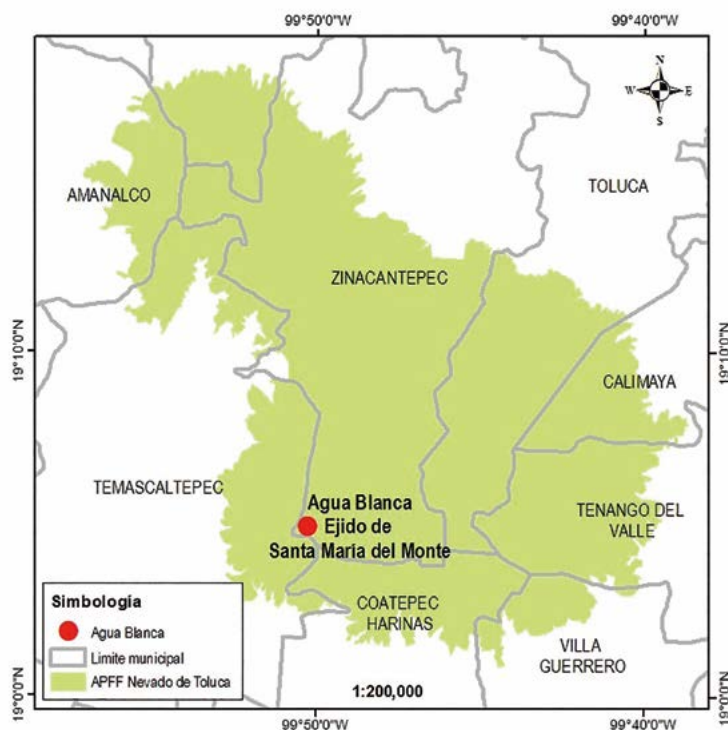 99°50'0"W
99°40'0"W
N
W
E
S
AMANALCO
TOLUCA
ZINACANTEPEC
19°10'0"N
19°10'0"N
CALIMAYA
TEMASCALTEPEC
Agua Blanca
Ejido de
Santa Maria del Monte
TENANGO DEL
VALLE
COATEPEC
HARINAS
VILLA
GUERRERO
Simbología
Agua Blanca
Limite municipal
APFF Nevado de Toluca
1:200,000
19°0'0"N
19°0'0"N
99°50'0"W
99°40'0"W